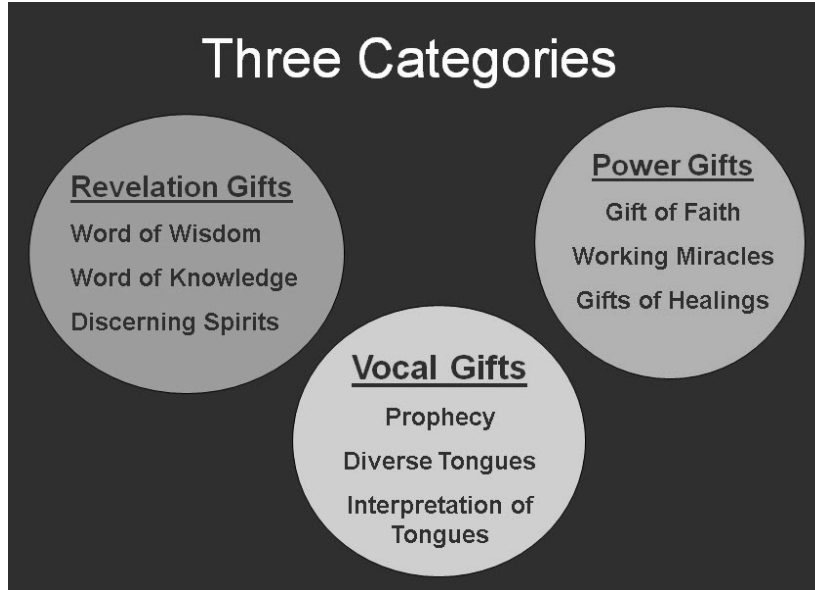 Three Categories
Revelation Gifts
Word of Wisdom
Word of Knowledge
Discerning Spirits
Power Gifts
Gift of Faith
Working Miracles
Gifts of Healings
Vocal Gifts
Prophecy
Diverse Tongues
Interpretation of
Tongues